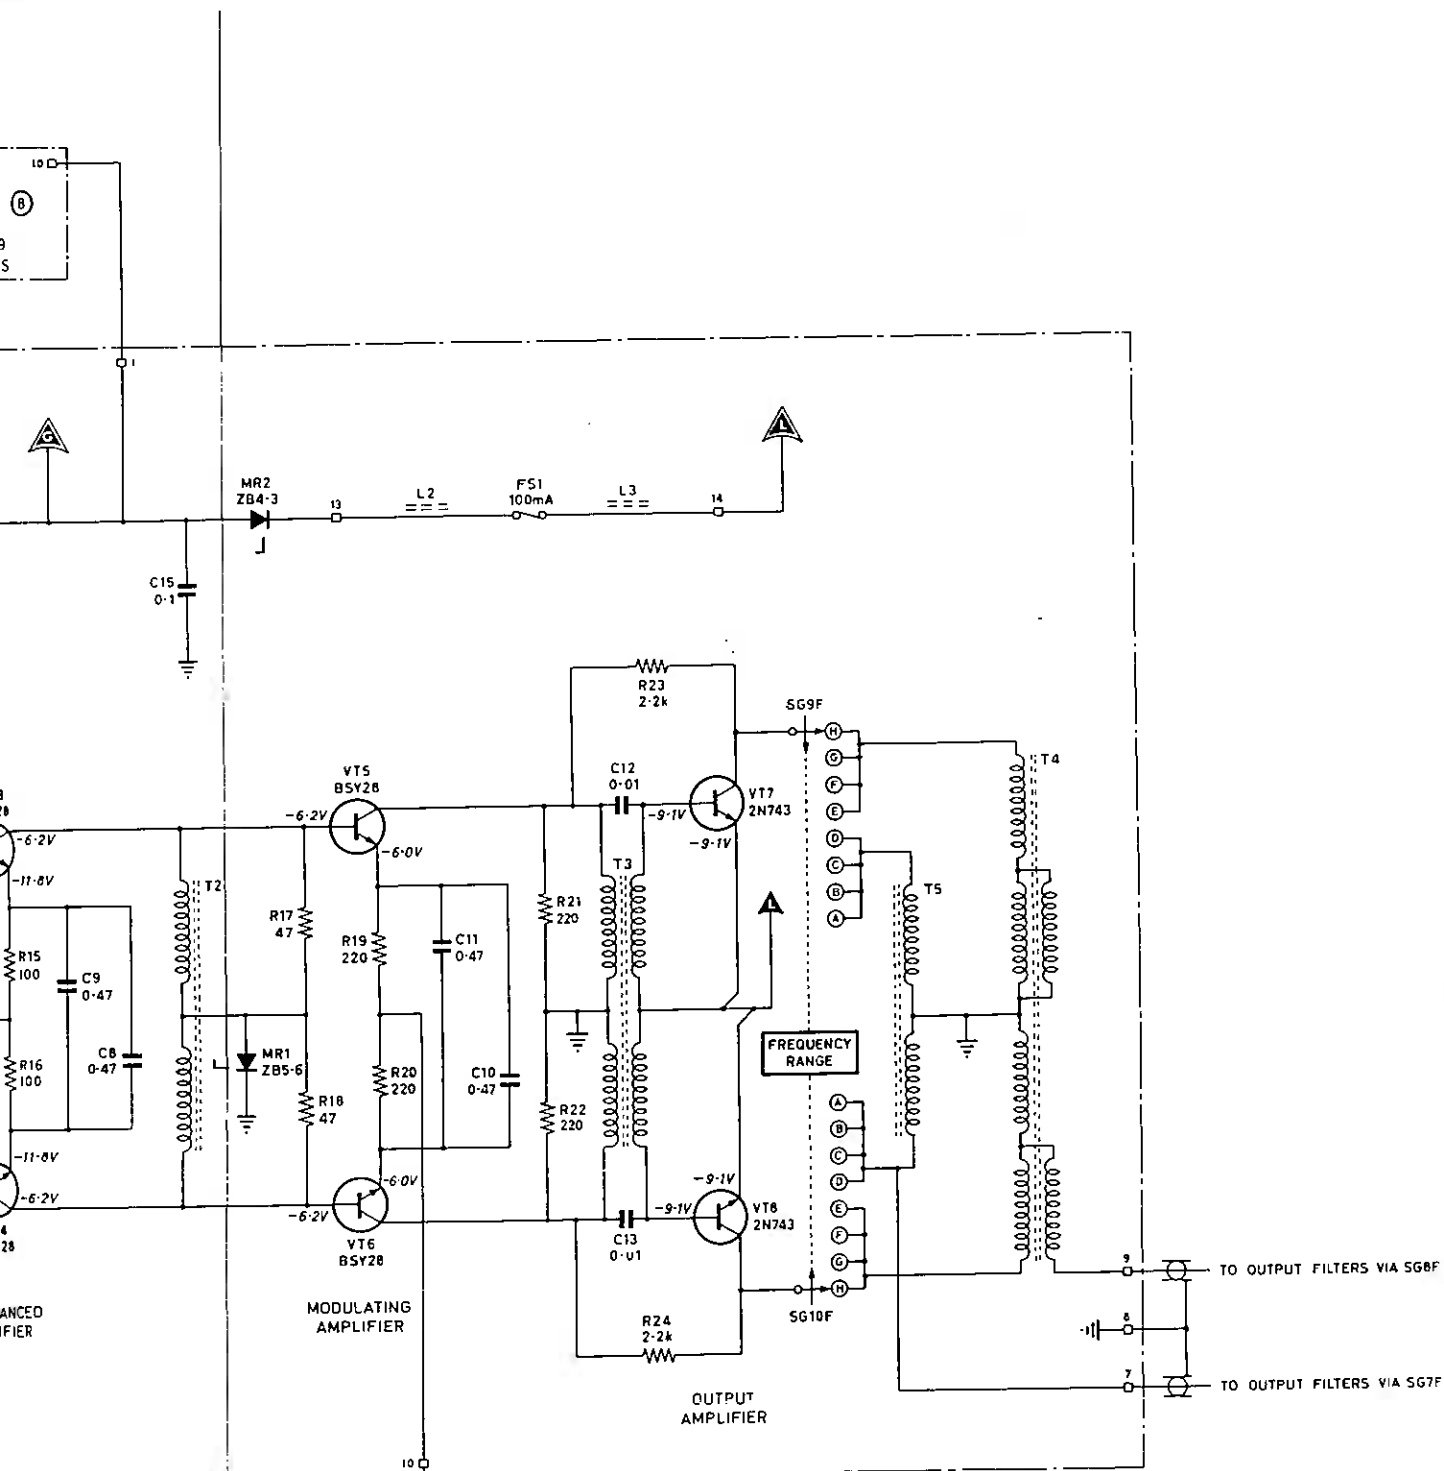 10
B
9
S
1
G
L
MR2
ZB4-3
13
L2
FS1
100mA
L3
14
C15
0·1
R23
2·2k
SG9F
H
G
F
E
D
C
B
A
T4
VT5
BSY28
C12
0·01
VT7
2N743
-6·2V
-6·2V
-9·1V
-9·1V
-6·0V
-11·8V
T2
T3
T5
L
R17
47
R21
220
R19
220
C11
0·47
R15
100
C9
0·47
FREQUENCY
RANGE
C8
0·47
MR1
ZB5·6
R16
100
R20
220
C10
0·47
R18
47
R22
220
A
B
C
D
E
F
G
H
-11·8V
-6·2V
-6·0V
-6·2V
-9·1V
-9·1V
VT8
2N743
4
28
VT6
BSY28
C13
0·01
9
TO OUTPUT FILTERS VIA SG8F
ANCED
IFIER
MODULATING
AMPLIFIER
R24
2·2k
SG10F
8
7
TO OUTPUT FILTERS VIA SG7F
OUTPUT
AMPLIFIER
10